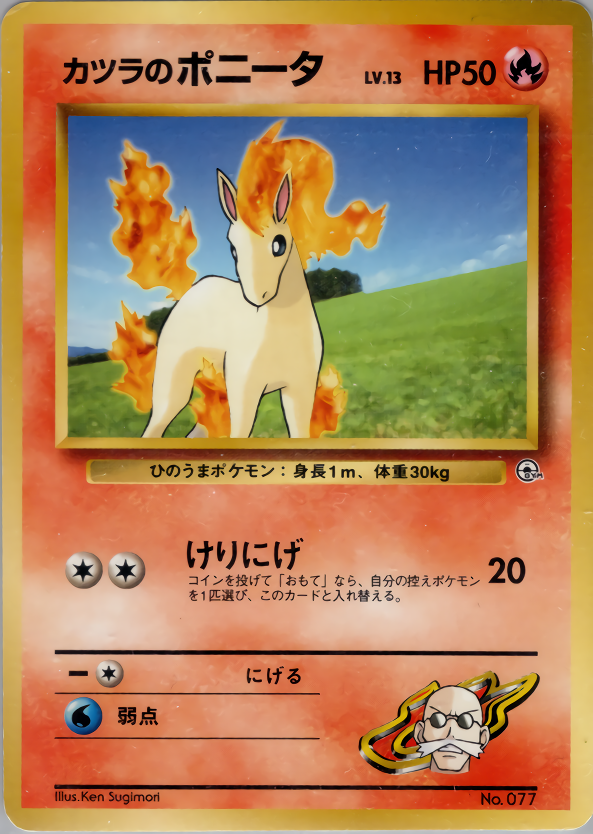 カツラのポニータ LV.13 HP50
ひのうまポケモン：身長1m、体重30kg
GYM
けりにげ 20
コインを投げて「おもて」なら、自分の控えポケモン
を1匹選び、このカードと入れ替える。
ー にげる
弱点
Illus.Ken Sugimori No.077